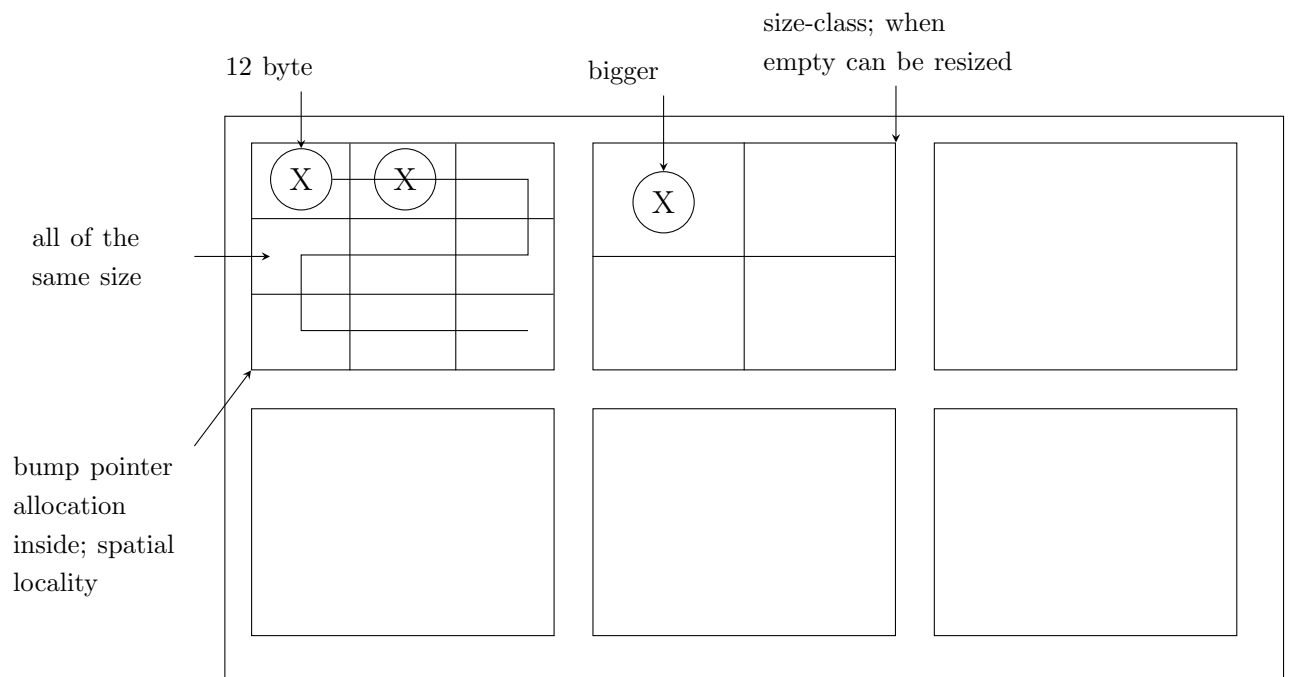 size-class; when
empty can be resized
12 byte
bigger
X
X
X
all of the
same size
bump pointer
allocation
inside; spatial
locality